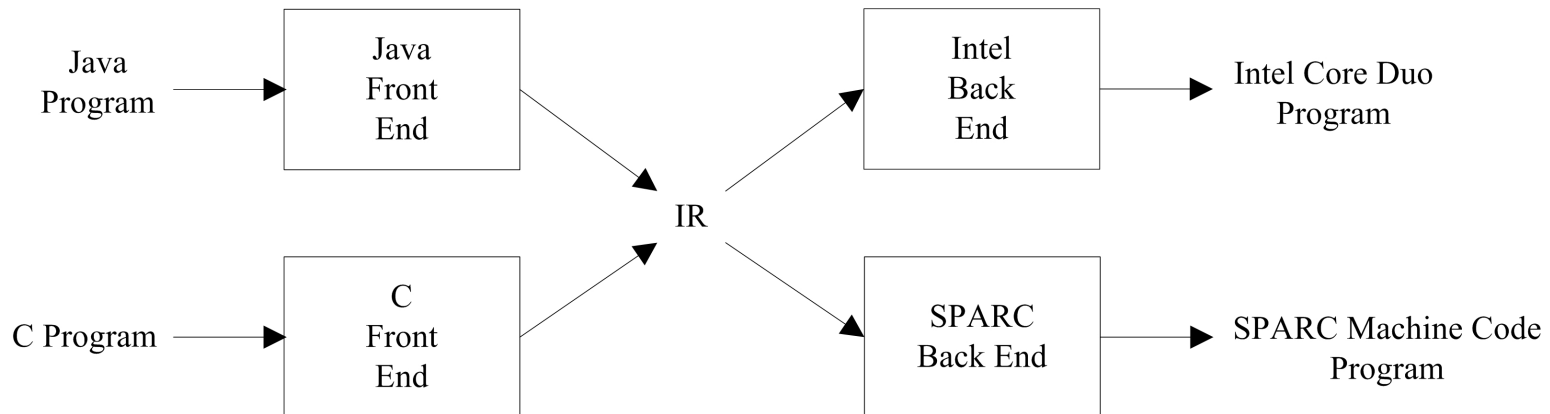 Java
Program
Java
Front
End
Intel
Back
End
Intel Core Duo
Program
IR
C Program
C
Front
End
SPARC
Back End
SPARC Machine Code
Program